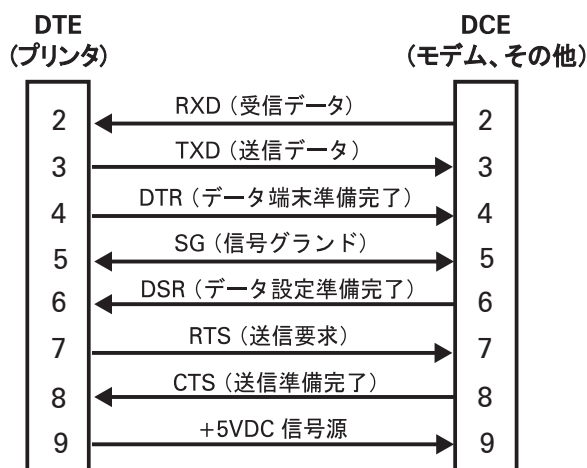 DTE
(プリンタ)
DCE
(モデム、その他)
2 RXD（受信データ） 2
3 TXD（送信データ） 3
4 DTR（データ端末準備完了） 4
5 SG（信号グランド） 5
6 DSR（データ設定準備完了） 6
7 RTS（送信要求） 7
8 CTS（送信準備完了） 8
9 +5VDC 信号源 9